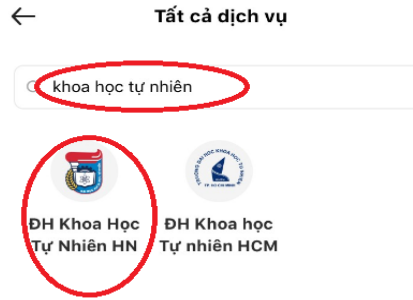 Tất cả dịch vụ
khoa học tự nhiên
ĐH Khoa Học
Tự Nhiên HN
ĐH Khoa học
Tự nhiên HCM